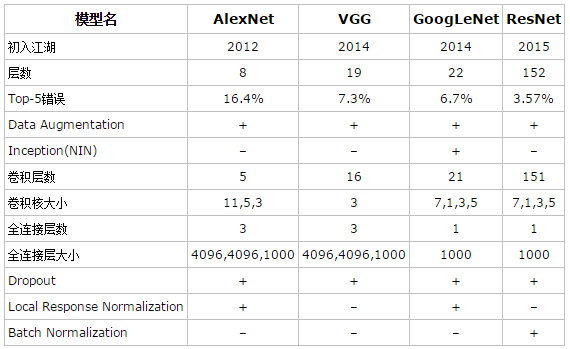 模型名 AlexNet VGG GoogLeNet ResNet
初入江湖 2012 2014 2014 2015
层数 8 19 22 152
Top-5错误 16.4% 7.3% 6.7% 3.57%
Data Augmentation + + + +
Inception(NIN) – – + –
卷积层数 5 16 21 151
卷积核大小 11,5,3 3 7,1,3,5 7,1,3,5
全连接层数 3 3 1 1
全连接层大小 4096,4096,1000 4096,4096,1000 1000 1000
Dropout + + + +
Local Response Normalization + – + –
Batch Normalization – – – +